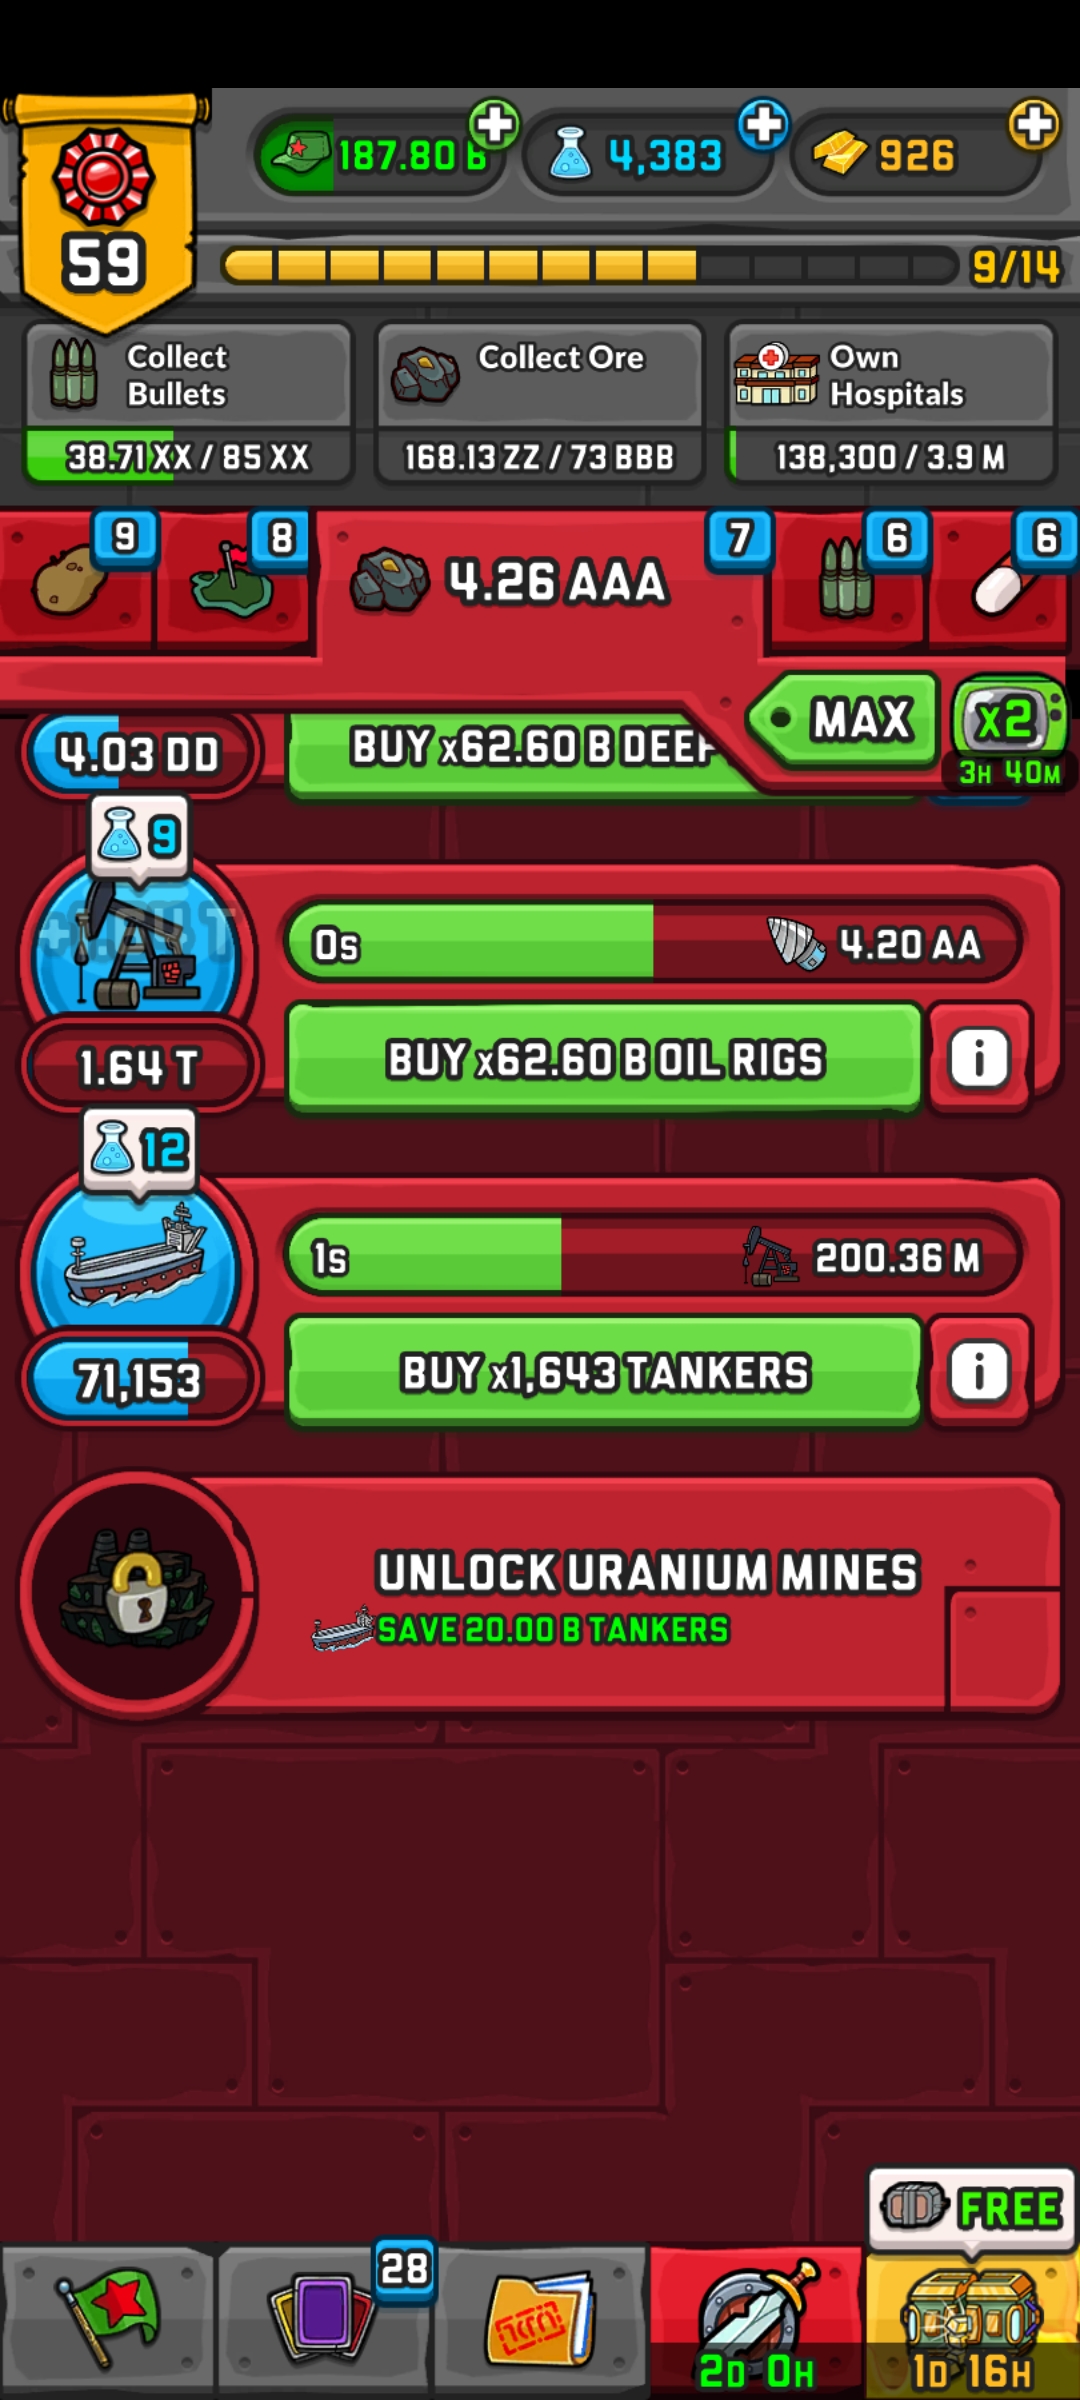 187.80 B
4,383
926
59
9/14
Collect Bullets
38.71 XX / 85 XX
Collect Ore
168.13 ZZ / 73 BBB
Own Hospitals
138,300 / 3.9 M
9
8
4.26 AAA
7
6
6
MAX
x2
3H 40M
4.03 DD
BUY x62.60 B DEEP
9
0s
4.20 AA
1.64 T
BUY x62.60 B OIL RIGS
i
12
1s
200.36 M
71,153
BUY x1,643 TANKERS
i
UNLOCK URANIUM MINES
SAVE 20.00 B TANKERS
FREE
28
2D 0H
1D 16H